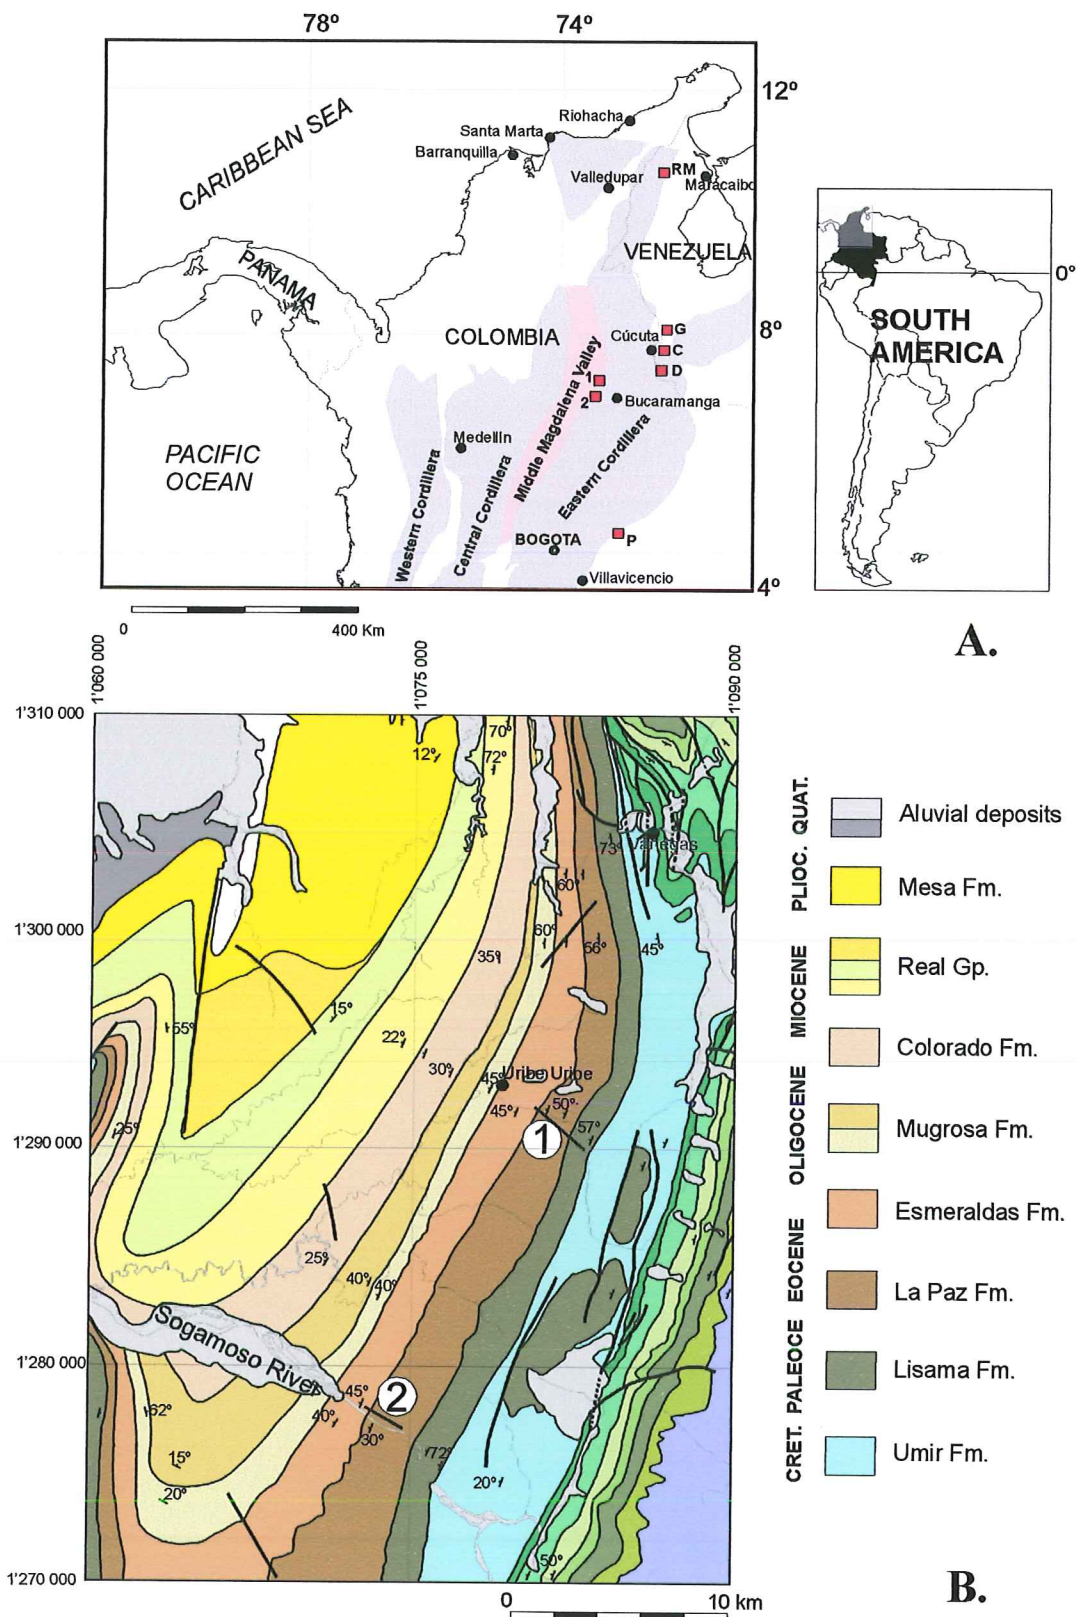 78º 74º
12º
CARIBBEAN SEA
Riohacha
Santa Marta
Barranquilla
RM
Valledupar
Maracaibo
VENEZUELA
PANAMA
0º
COLOMBIA
8º
G
Cúcuta
C
D
SOUTH
AMERICA
1
2
Bucaramanga
Middle Magdalena Valley
Medellín
Eastern Cordillera
PACIFIC
OCEAN
Western Cordillera
Central Cordillera
BOGOTA
P
Villavicencio
4º
0 400 Km
A.
1'060 000
1'075 000
1'090 000
1'310 000
70º
12º
72º
Vanegas
73º
60º
1'300 000
60º
56º
45º
35º
15º
55º
22º
30º
45º
Uribe Uribe
45º
50º
57º
25º
1
1'290 000
25º
40º
40º
Sogamoso River
1'280 000
45º
2
40º
30º
62º
72º
15º
20º
20º
50º
1'270 000
0 10 km
CRET. PALEOCE EOCENE OLIGOCENE MIOCENE PLIOC. QUAT.
Aluvial deposits
Mesa Fm.
Real Gp.
Colorado Fm.
Mugrosa Fm.
Esmeraldas Fm.
La Paz Fm.
Lisama Fm.
Umir Fm.
B.